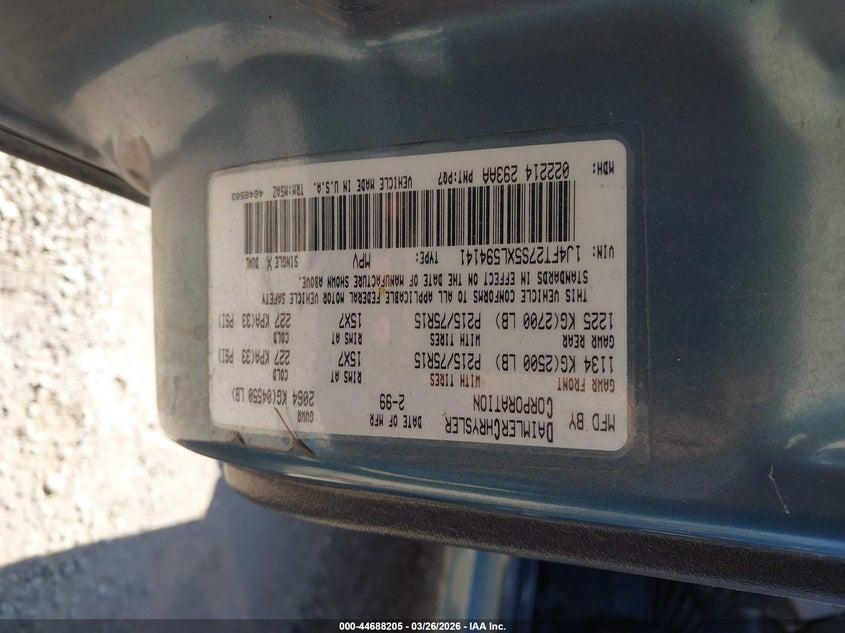 MFD BY DAIMLERCHRYSLER CORPORATION DATE OF MFR 2-99 GVWR 2064 KG(04550 LB)
GAWR FRONT WITH TIRES RIMS AT COLD
1134 KG(2500 LB) P215/75R15 15X7 227 KPA(33 PSI)
GAWR REAR WITH TIRES RIMS AT COLD
1225 KG(2700 LB) P215/75R15 15X7 227 KPA(33 PSI)
THIS VEHICLE CONFORMS TO ALL APPLICABLE FEDERAL MOTOR VEHICLE SAFETY
STANDARDS IN EFFECT ON THE DATE OF MANUFACTURE SHOWN ABOVE.
VIN: 1J4FT27S5XL594141 TYPE: MPV SINGLE X DUAL
MDH: 022214 293AA PNT:PQ7 VEHICLE MADE IN U.S.A. TRM:M5AZ 4648503
000-44688205 - 03/26/2026 - IAA Inc.